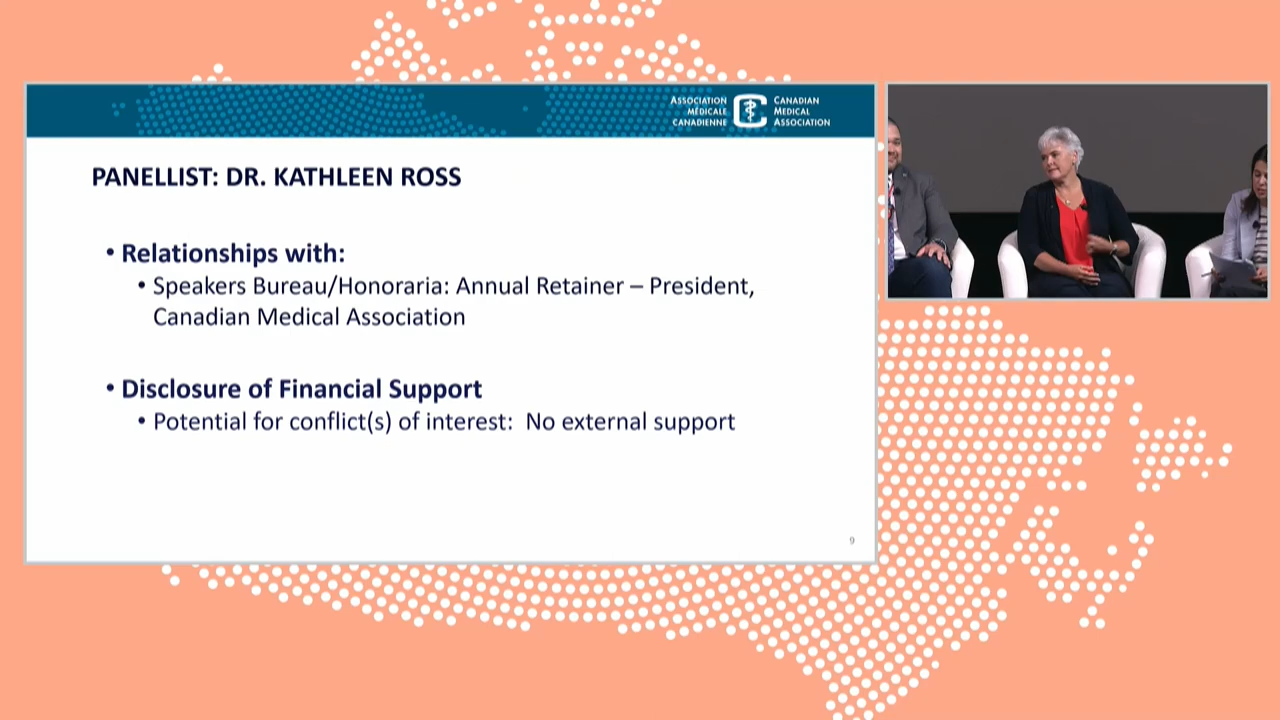 ASSOCIATION
MÉDICALE
CANADIENNE
CANADIAN
MEDICAL
ASSOCIATION
PANELLIST: DR. KATHLEEN ROSS
• Relationships with:
• Speakers Bureau/Honoraria: Annual Retainer – President,
Canadian Medical Association
• Disclosure of Financial Support
• Potential for conflict(s) of interest: No external support
9